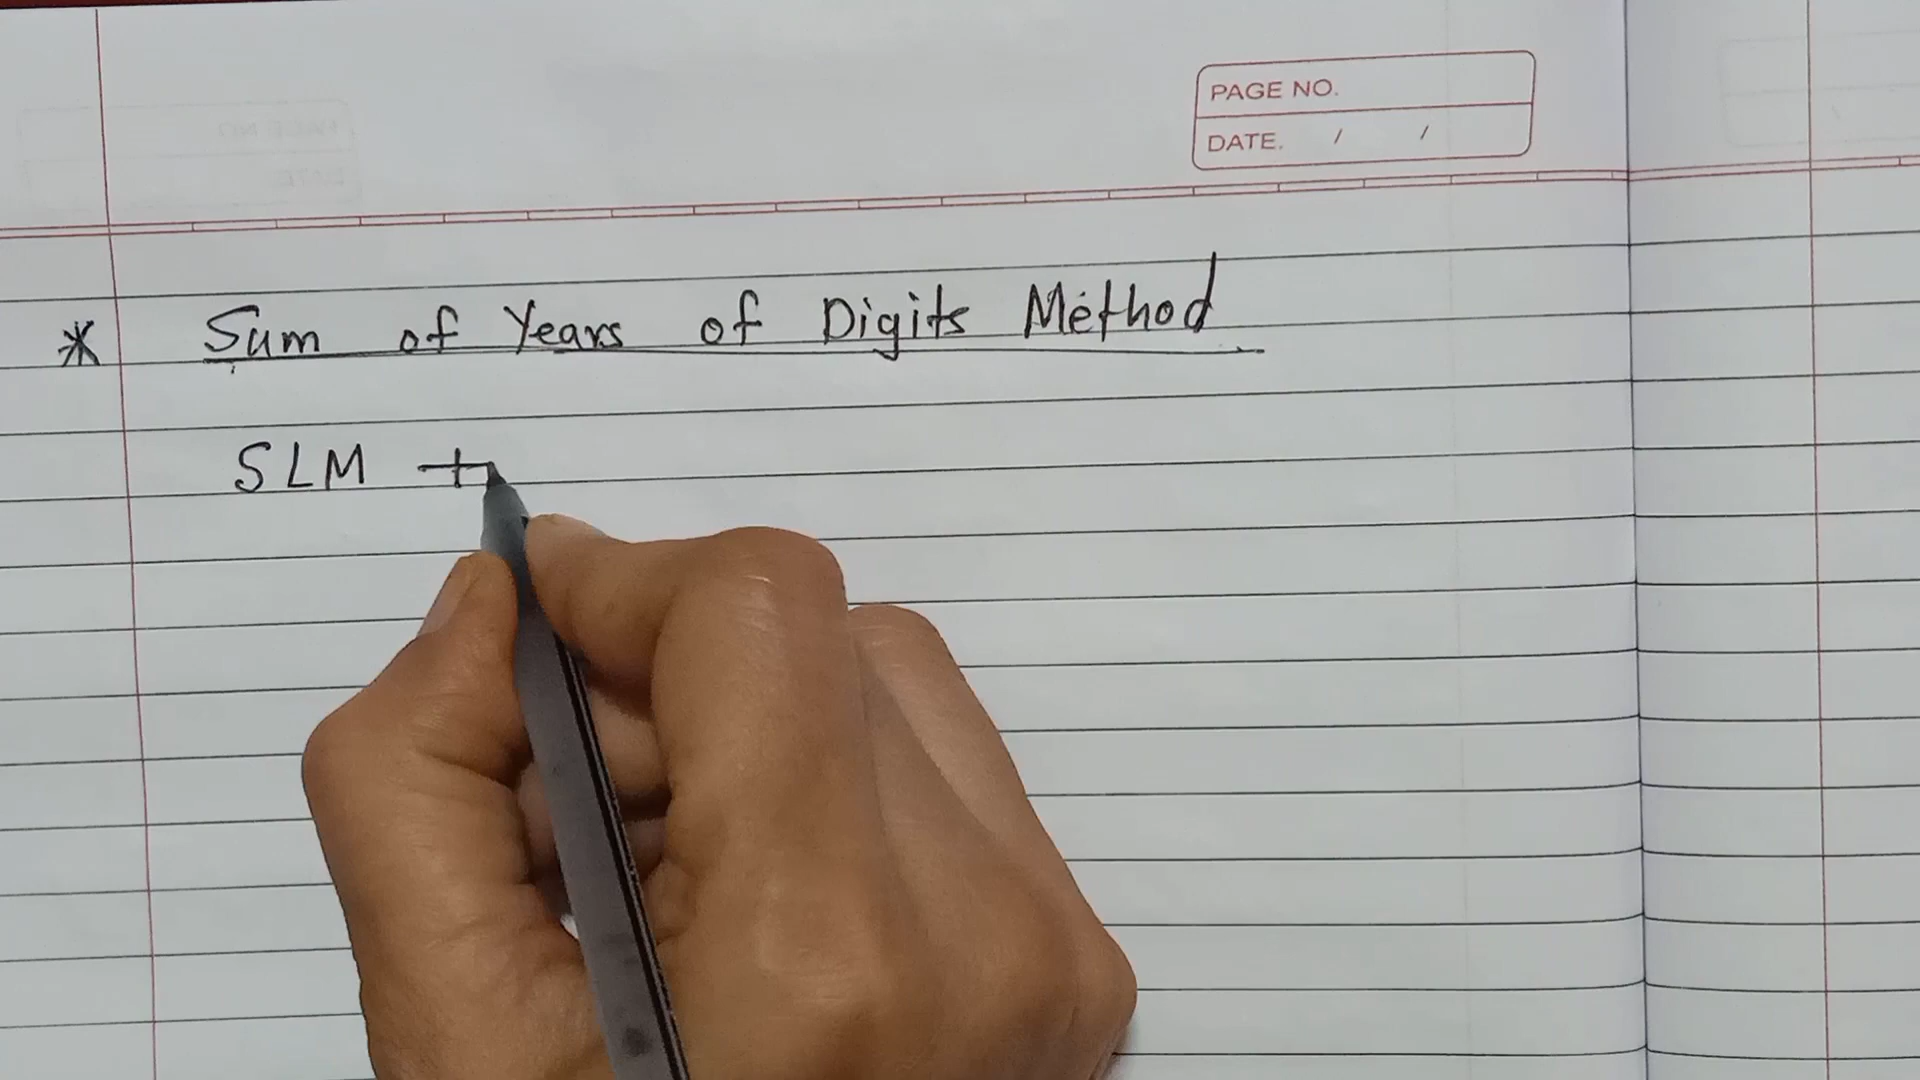 PAGE NO.
DATE. / /
* Sum of Years of Digits Method
SLM +